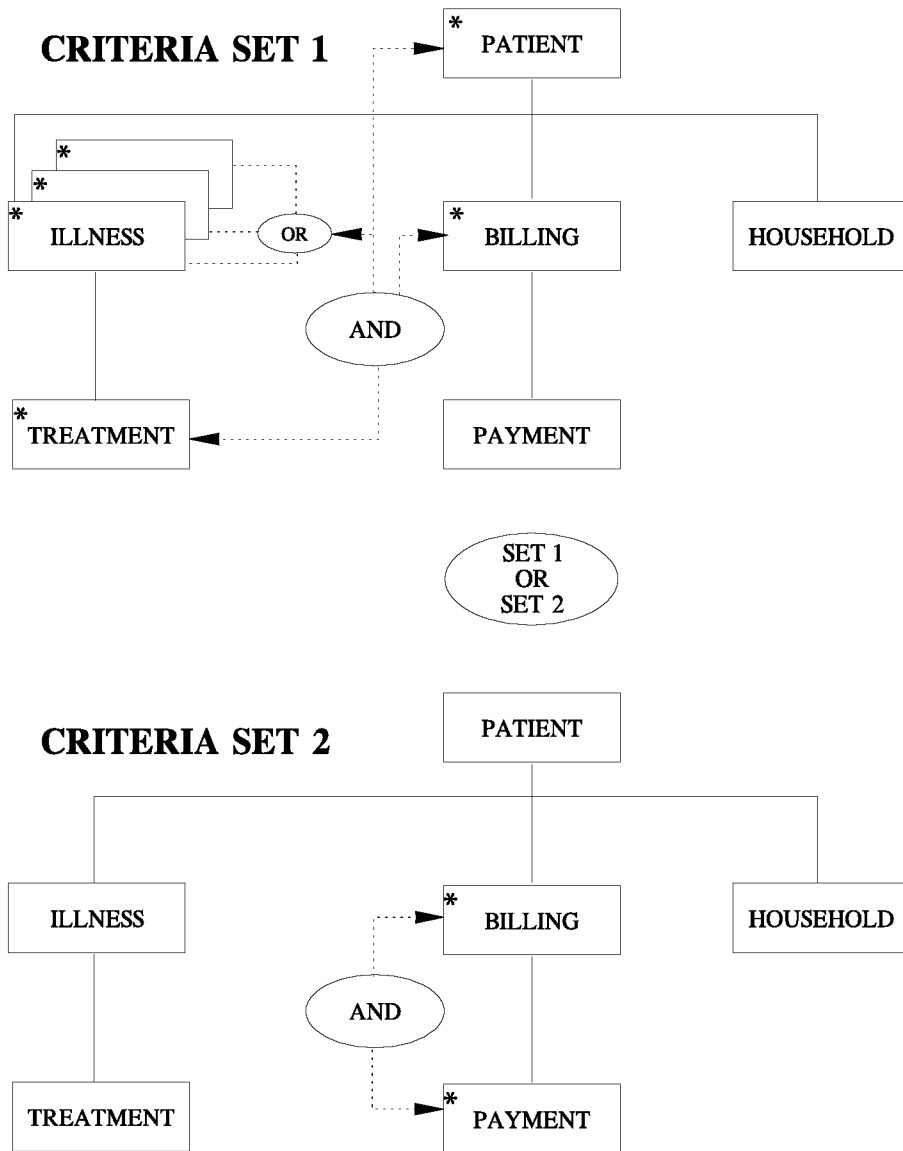 CRITERIA SET 1
* PATIENT
*
*
* ILLNESS
OR
* BILLING
HOUSEHOLD
AND
* TREATMENT
PAYMENT
SET 1
OR
SET 2
CRITERIA SET 2
PATIENT
ILLNESS
* BILLING
HOUSEHOLD
AND
TREATMENT
* PAYMENT